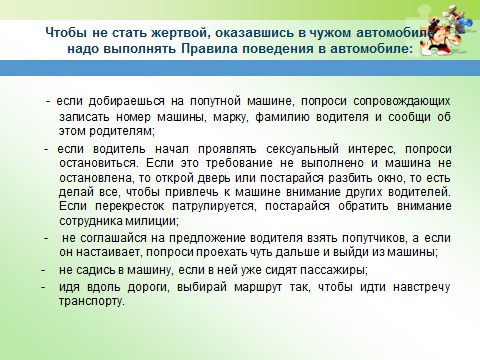 Чтобы не стать жертвой, оказавшись в чужом автомобиле,
надо выполнять Правила поведения в автомобиле:
- если добираешься на попутной машине, попроси сопровождающих
записать номер машины, марку, фамилию водителя и сообщи об
этом родителям;
- если водитель начал проявлять сексуальный интерес, попроси
остановиться. Если это требование не выполнено и машина не
остановлена, то открой дверь или постарайся разбить окно, то есть
делай все, чтобы привлечь к машине внимание других водителей.
Если перекресток патрулируется, постарайся обратить внимание
сотрудника милиции;
- не соглашайся на предложение водителя взять попутчиков, а если
он настаивает, попроси проехать чуть дальше и выйди из машины;
- не садись в машину, если в ней уже сидят пассажиры;
- идя вдоль дороги, выбирай маршрут так, чтобы идти навстречу
транспорту.